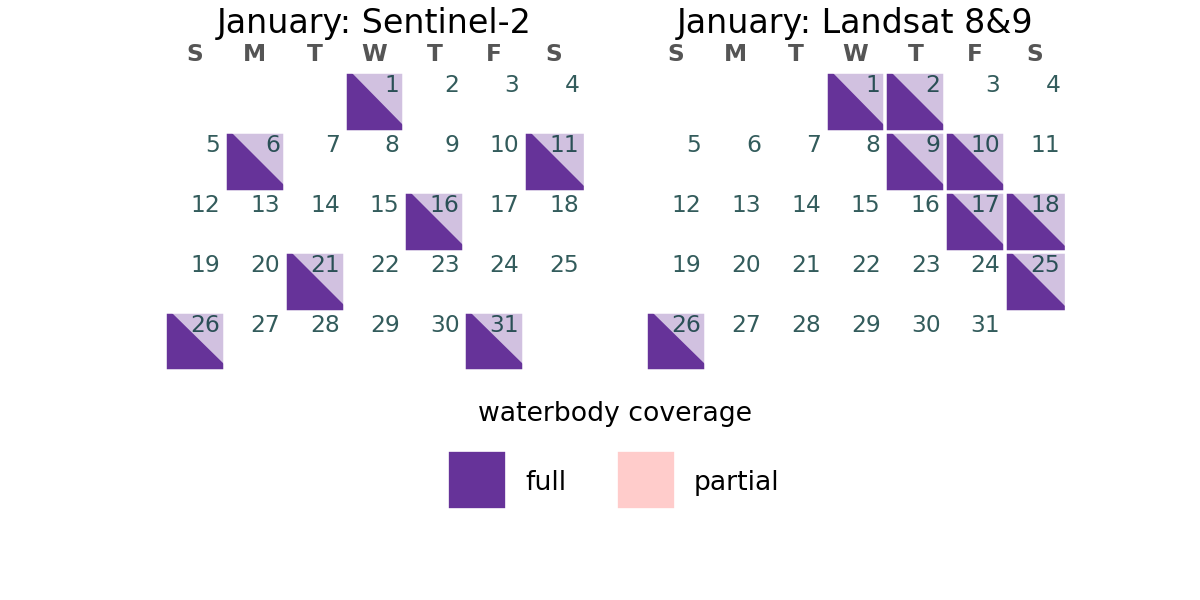 January: Sentinel-2
S M T W T F S
1 2 3 4
5 6 7 8 9 10 11
12 13 14 15 16 17 18
19 20 21 22 23 24 25
26 27 28 29 30 31
January: Landsat 8&9
S M T W T F S
1 2 3 4
5 6 7 8 9 10 11
12 13 14 15 16 17 18
19 20 21 22 23 24 25
26 27 28 29 30 31
waterbody coverage
full partial